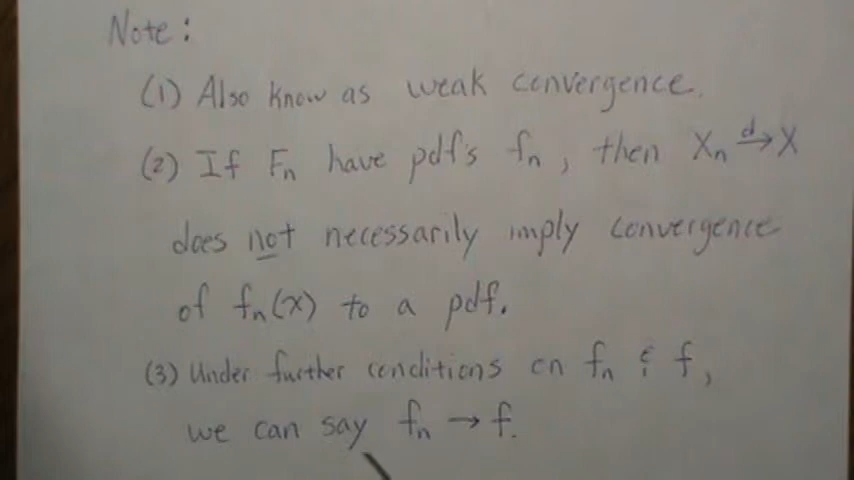 Note:
(1) Also know as weak convergence.
(2) If Fn have pdf's fn, then Xn →d X
does not necessarily imply convergence
of fn(x) to a pdf.
(3) Under further conditions on fn & f,
we can say fn → f.